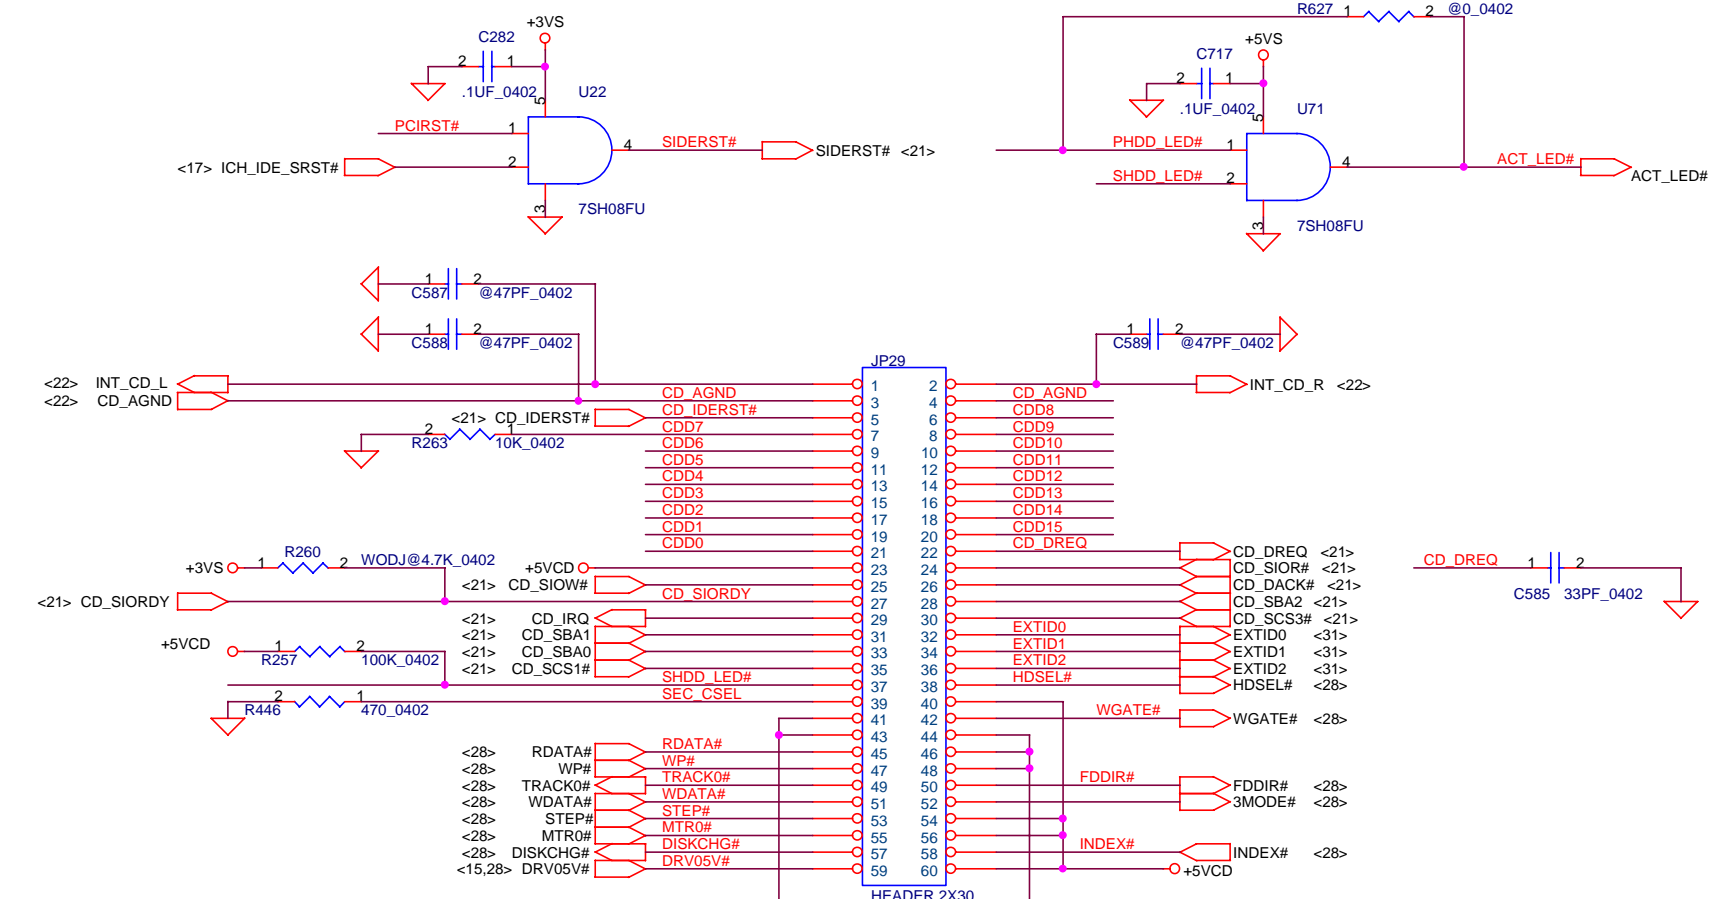 R627 1 2 @0_0402
+3VS
C282
2 1
.1UF_0402
5
U22
PCIRST# 1
<17> ICH_IDE_SRST# 2
4 SIDERST# SIDERST# <21>
3
7SH08FU
+5VS
C717
2 1
.1UF_0402
5
U71
PHDD_LED# 1
SHDD_LED# 2
4 ACT_LED# ACT_LED#
3
7SH08FU
1 2
C587 @47PF_0402
1 2
C588 @47PF_0402
1 2
C589 @47PF_0402
JP29
<22> INT_CD_L 1 2 INT_CD_R <22>
<22> CD_AGND CD_AGND 3 4 CD_AGND
<21> CD_IDERST# CD_IDERST# 5 6 CDD8
2 R263 1 10K_0402 CDD7 7 8 CDD9
CDD6 9 10 CDD10
CDD5 11 12 CDD11
CDD4 13 14 CDD12
CDD3 15 16 CDD13
CDD2 17 18 CDD14
CDD1 19 20 CDD15
CDD0 21 22 CD_DREQ CD_DREQ <21>
+5VCD 23 24 CD_SIOR# <21>
<21> CD_SIOW# 25 26 CD_DACK# <21>
CD_SIORDY 27 28 CD_SBA2 <21>
<21> CD_IRQ 29 30 CD_SCS3# <21>
<21> CD_SBA1 31 32 EXTID0 EXTID0 <31>
<21> CD_SBA0 33 34 EXTID1 EXTID1 <31>
<21> CD_SCS1# 35 36 EXTID2 EXTID2 <31>
SHDD_LED# 37 38 HDSEL# HDSEL# <28>
SEC_CSEL 39 40
41 42 WGATE# WGATE# <28>
43 44
<28> RDATA# RDATA# 45 46
<28> WP# WP# 47 48
<28> TRACK0# TRACK0# 49 50 FDDIR# FDDIR# <28>
<28> WDATA# WDATA# 51 52 3MODE# <28>
<28> STEP# STEP# 53 54
<28> MTR0# MTR0# 55 56
<28> DISKCHG# DISKCHG# 57 58 INDEX# INDEX# <28>
<15,28> DRV05V# DRV05V# 59 60 +5VCD
HEADER 2X30
R260
+3VS 1 2 WODJ@4.7K_0402
<21> CD_SIORDY
+5VCD 1 2
R257 100K_0402
2 1
R446 470_0402
CD_DREQ 1 2
C585 33PF_0402